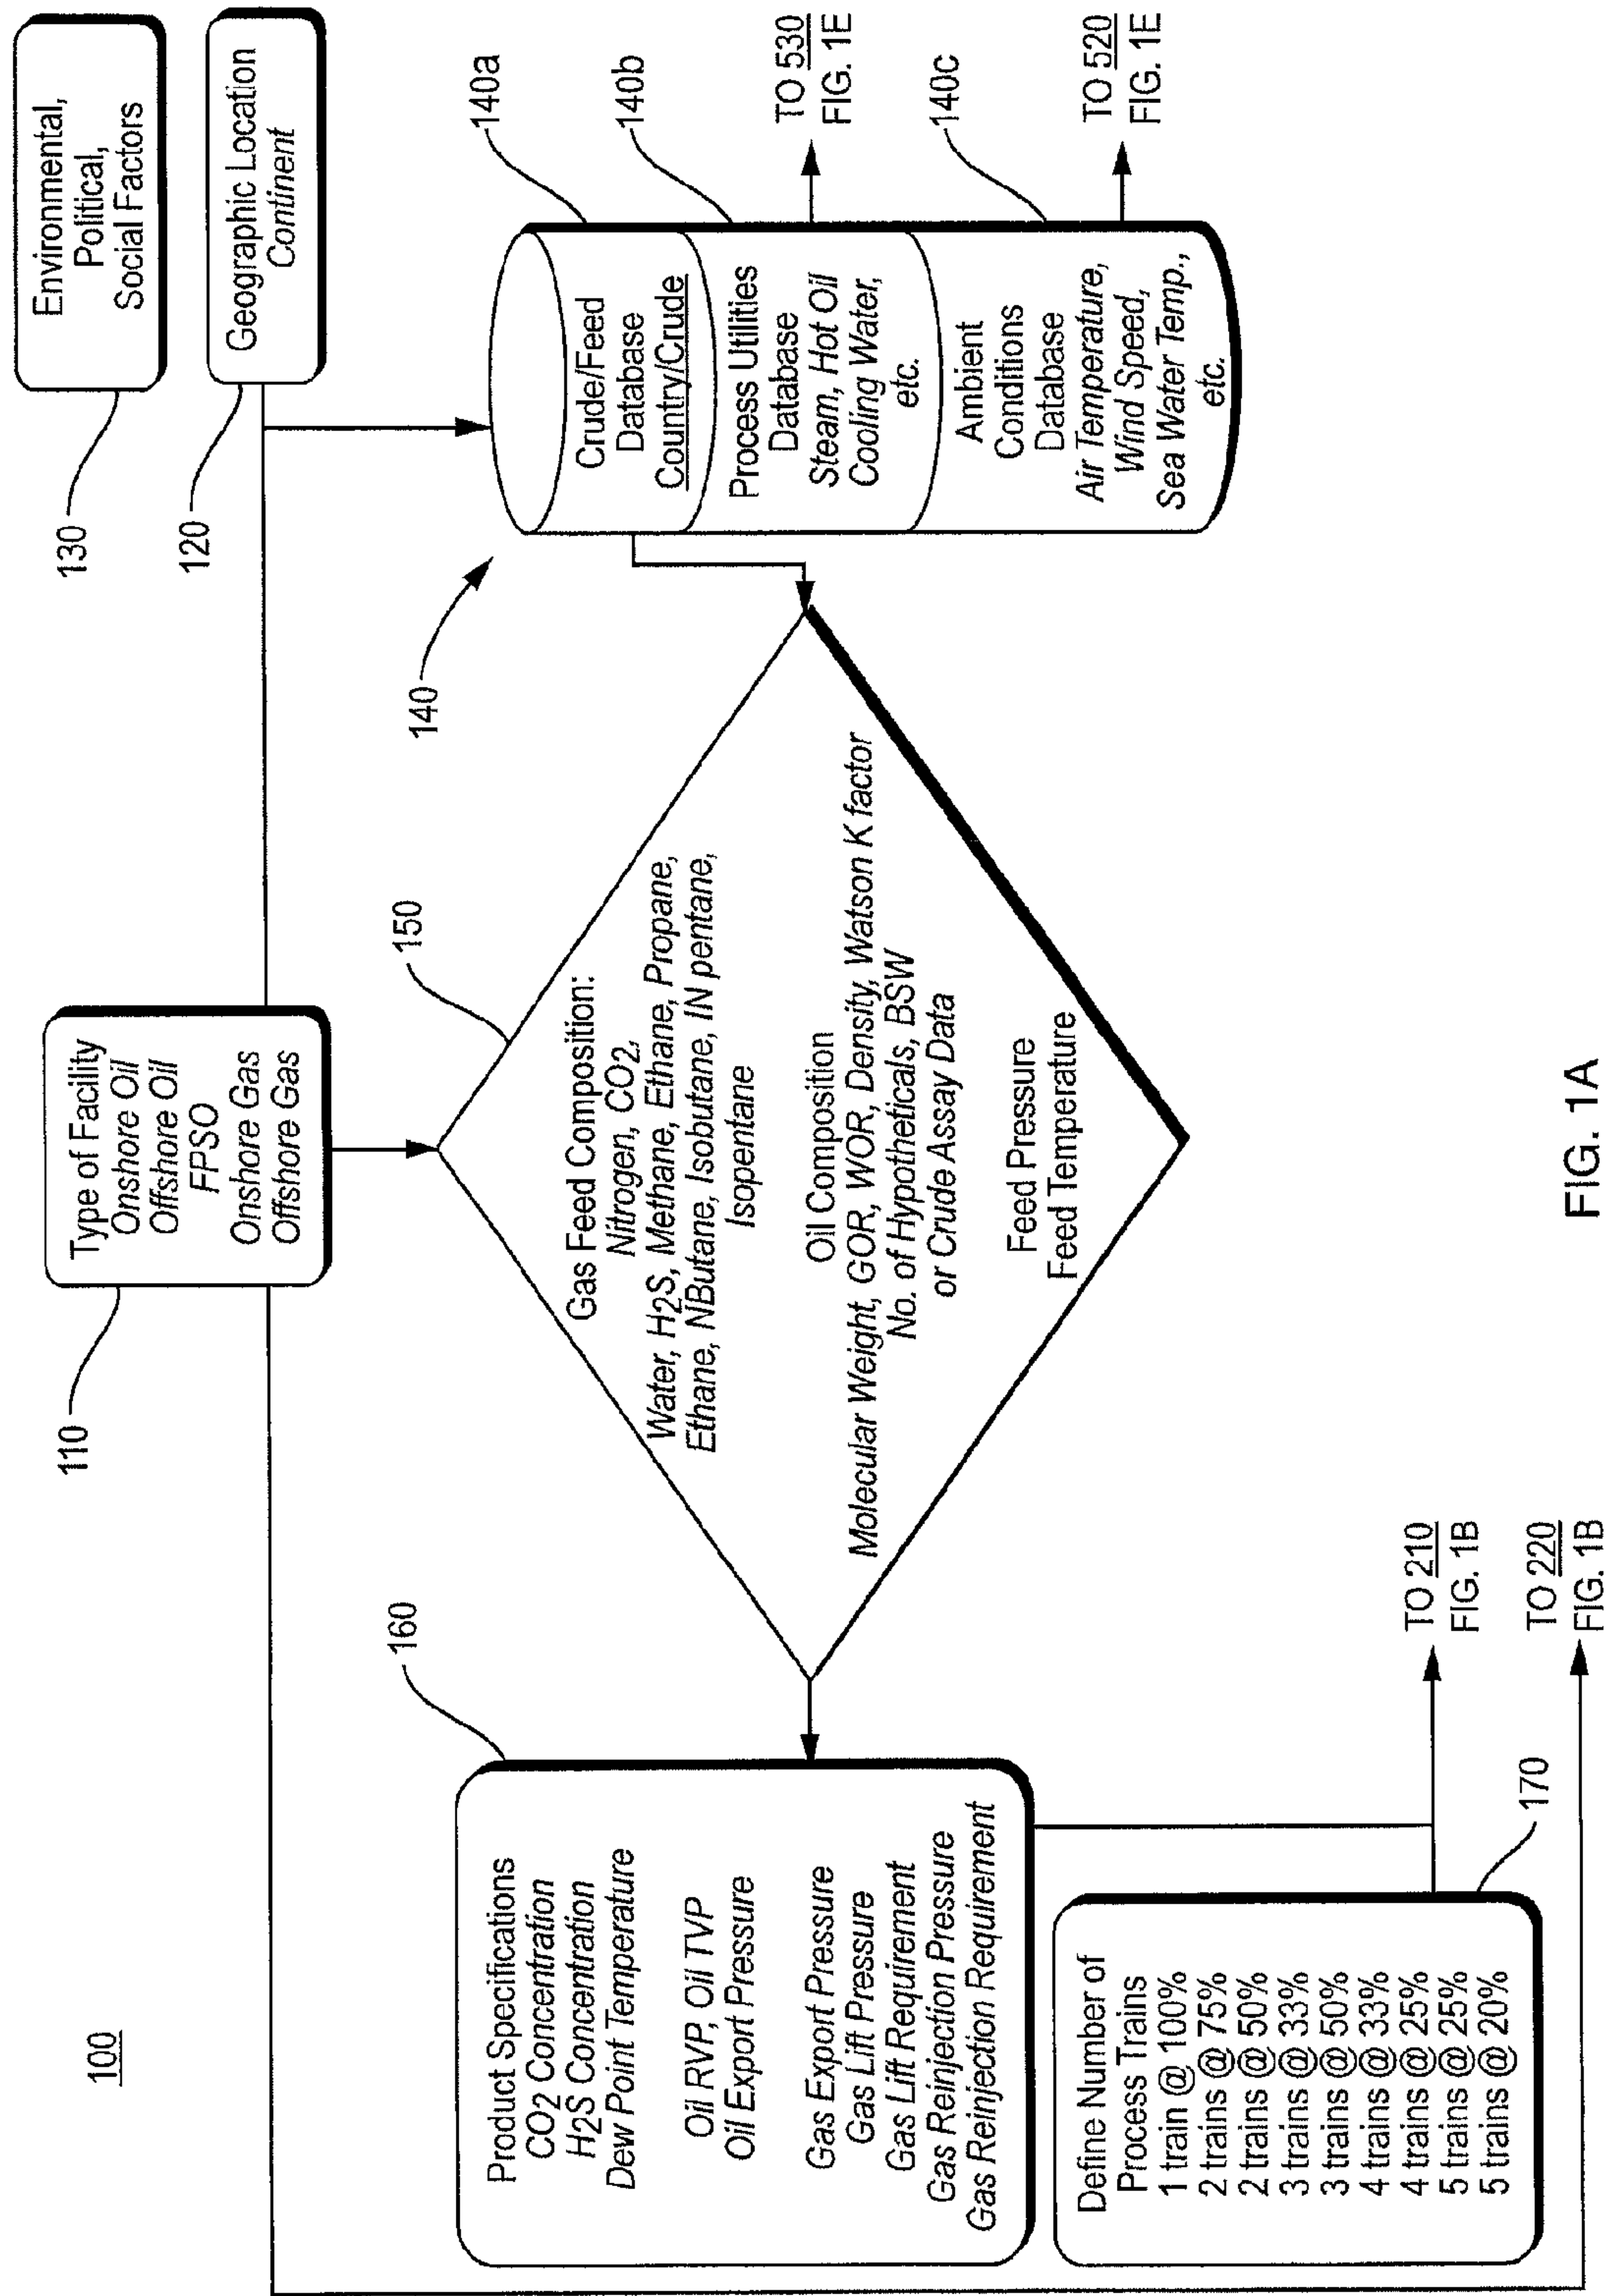 100
110
Type of Facility
Onshore Oil
Offshore Oil
FPSO
Onshore Gas
Offshore Gas
130
Environmental,
Political,
Social Factors
120
Geographic Location
Continent
160
Product Specifications
CO2 Concentration
H2S Concentration
Dew Point Temperature
Oil RVP, Oil TVP
Oil Export Pressure
Gas Export Pressure
Gas Lift Pressure
Gas Lift Requirement
Gas Reinjection Pressure
Gas Reinjection Requirement
150
Gas Feed Composition:
Nitrogen, CO2,
Water, H2S, Methane, Ethane, Propane,
Ethane, NButane, Isobutane, IN pentane,
Isopentane
Oil Composition
Molecular Weight, GOR, WOR, Density, Watson K factor
No. of Hypotheticals, BSW
or Crude Assay Data
Feed Pressure
Feed Temperature
140
Crude/Feed
Database
Country/Crude
140a
Process Utilities
Database
Steam, Hot Oil
Cooling Water,
etc.
140b
TO 530
FIG. 1E
Ambient
Conditions
Database
Air Temperature,
Wind Speed,
Sea Water Temp.,
etc.
140c
TO 520
FIG. 1E
Define Number of
Process Trains
1 train @ 100%
2 trains @ 75%
2 trains @ 50%
3 trains @ 33%
3 trains @ 50%
4 trains @ 33%
4 trains @ 25%
5 trains @ 25%
5 trains @ 20%
170
TO 210
FIG. 1B
TO 220
FIG. 1B
FIG. 1A